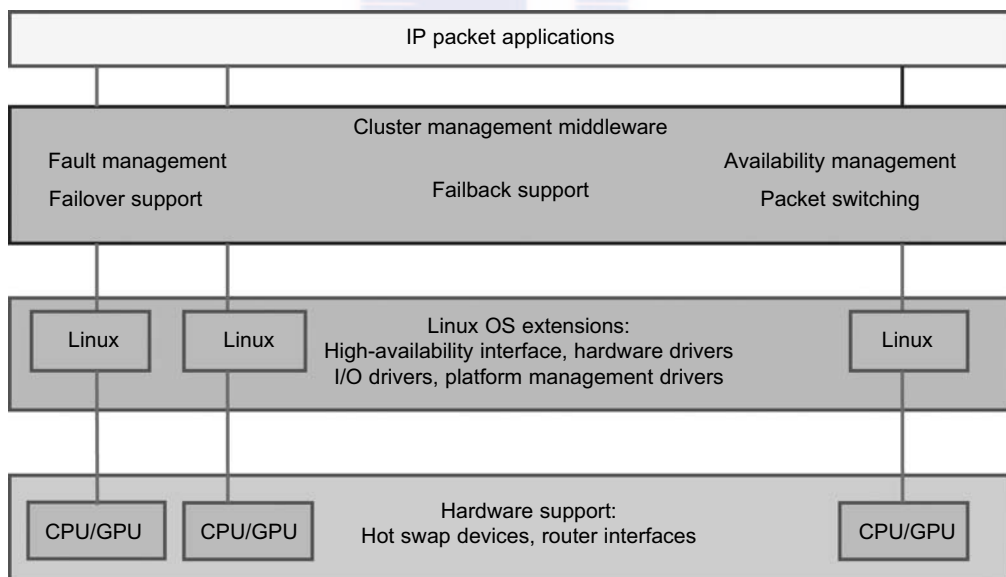 IP packet applications
Cluster management middleware
Fault management
Availability management
Failback support
Failover support
Packet switching
Linux
Linux
Linux OS extensions:
High-availability interface, hardware drivers
I/O drivers, platform management drivers
Linux
CPU/GPU
CPU/GPU
Hardware support:
Hot swap devices, router interfaces
CPU/GPU